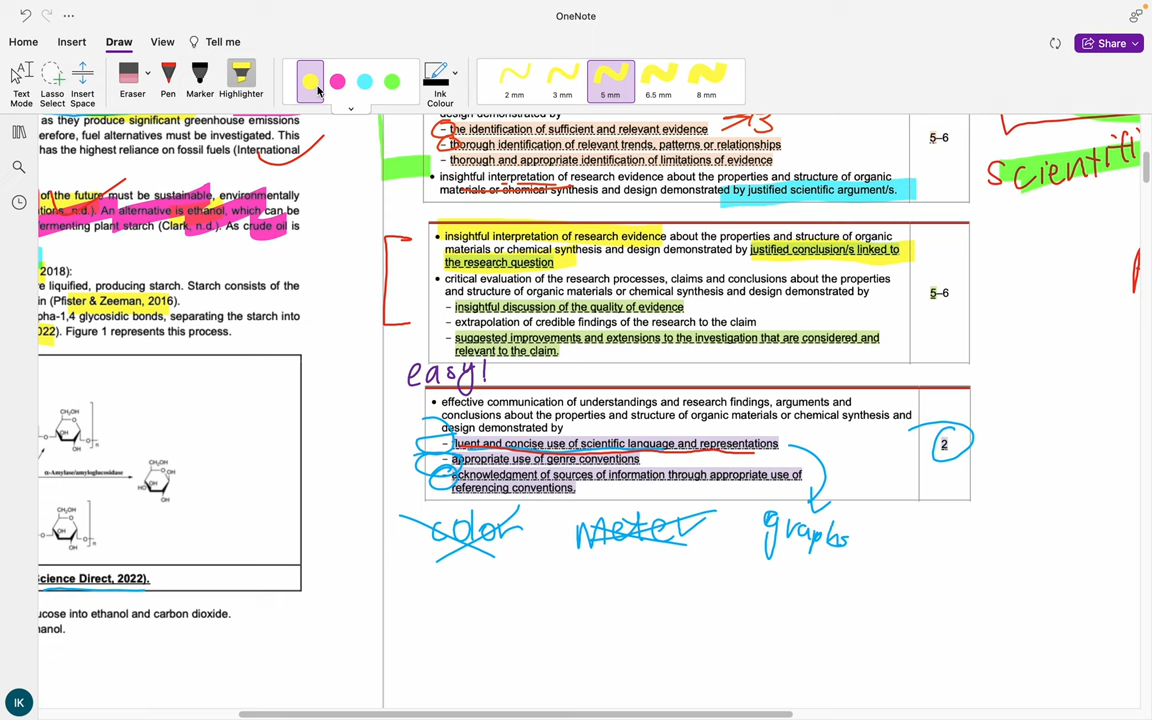 OneNote
Home Insert Draw View Tell me
Share
Text Mode
Lasso Select
Insert Space
Eraser
Pen
Marker
Highlighter
Ink Colour
2 mm
3 mm
5 mm
6.5 mm
8 mm
as they produce significant greenhouse emissions
erefore, fuel alternatives must be investigated. This
has the highest reliance on fossil fuels (International
of the future must be sustainable, environmentally
tions, n.d.). An alternative is ethanol, which can be
fermenting plant starch (Clark, n.d.). As crude oil is
2018):
e liquified, producing starch. Starch consists of the
in (Pfister & Zeeman, 2016).
pha-1,4 glycosidic bonds, separating the starch into
022). Figure 1 represents this process.
α-Amylase/amyloglucosidase
Science Direct, 2022).
ucose into ethanol and carbon dioxide.
anol.
design demonstrated by
– the identification of sufficient and relevant evidence
– thorough identification of relevant trends, patterns or relationships
– thorough and appropriate identification of limitations of evidence
• insightful interpretation of research evidence about the properties and structure of organic
materials or chemical synthesis and design demonstrated by justified scientific argument/s.
5–6
scientifi
• insightful interpretation of research evidence about the properties and structure of organic
materials or chemical synthesis and design demonstrated by justified conclusion/s linked to
the research question
• critical evaluation of the research processes, claims and conclusions about the properties
and structure of organic materials or chemical synthesis and design demonstrated by
– insightful discussion of the quality of evidence
– extrapolation of credible findings of the research to the claim
– suggested improvements and extensions to the investigation that are considered and
relevant to the claim.
5–6
easy!
• effective communication of understandings and research findings, arguments and
conclusions about the properties and structure of organic materials or chemical synthesis and
design demonstrated by
– fluent and concise use of scientific language and representations
– appropriate use of genre conventions
– acknowledgment of sources of information through appropriate use of
referencing conventions.
2
color
meter
graphs
IK